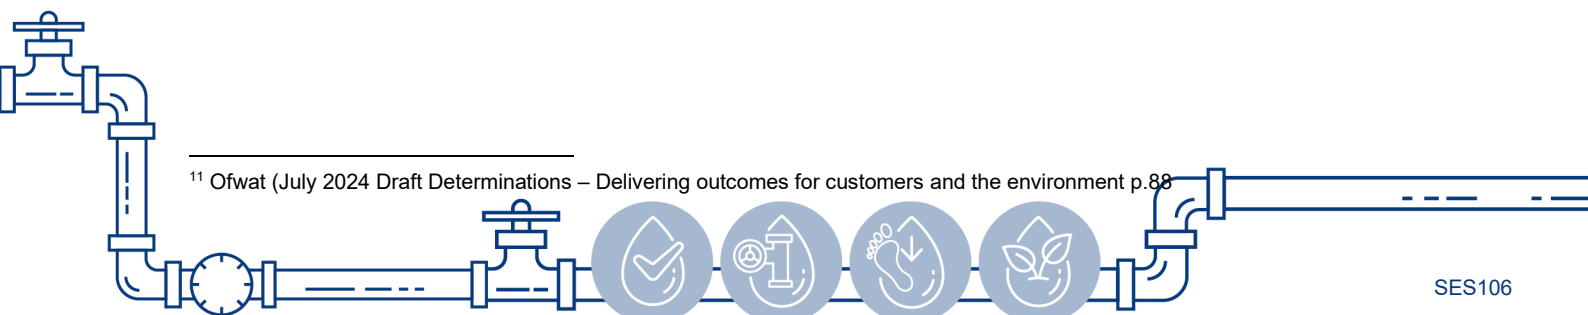 11 Ofwat (July 2024 Draft Determinations – Delivering outcomes for customers and the environment p.88
SES106